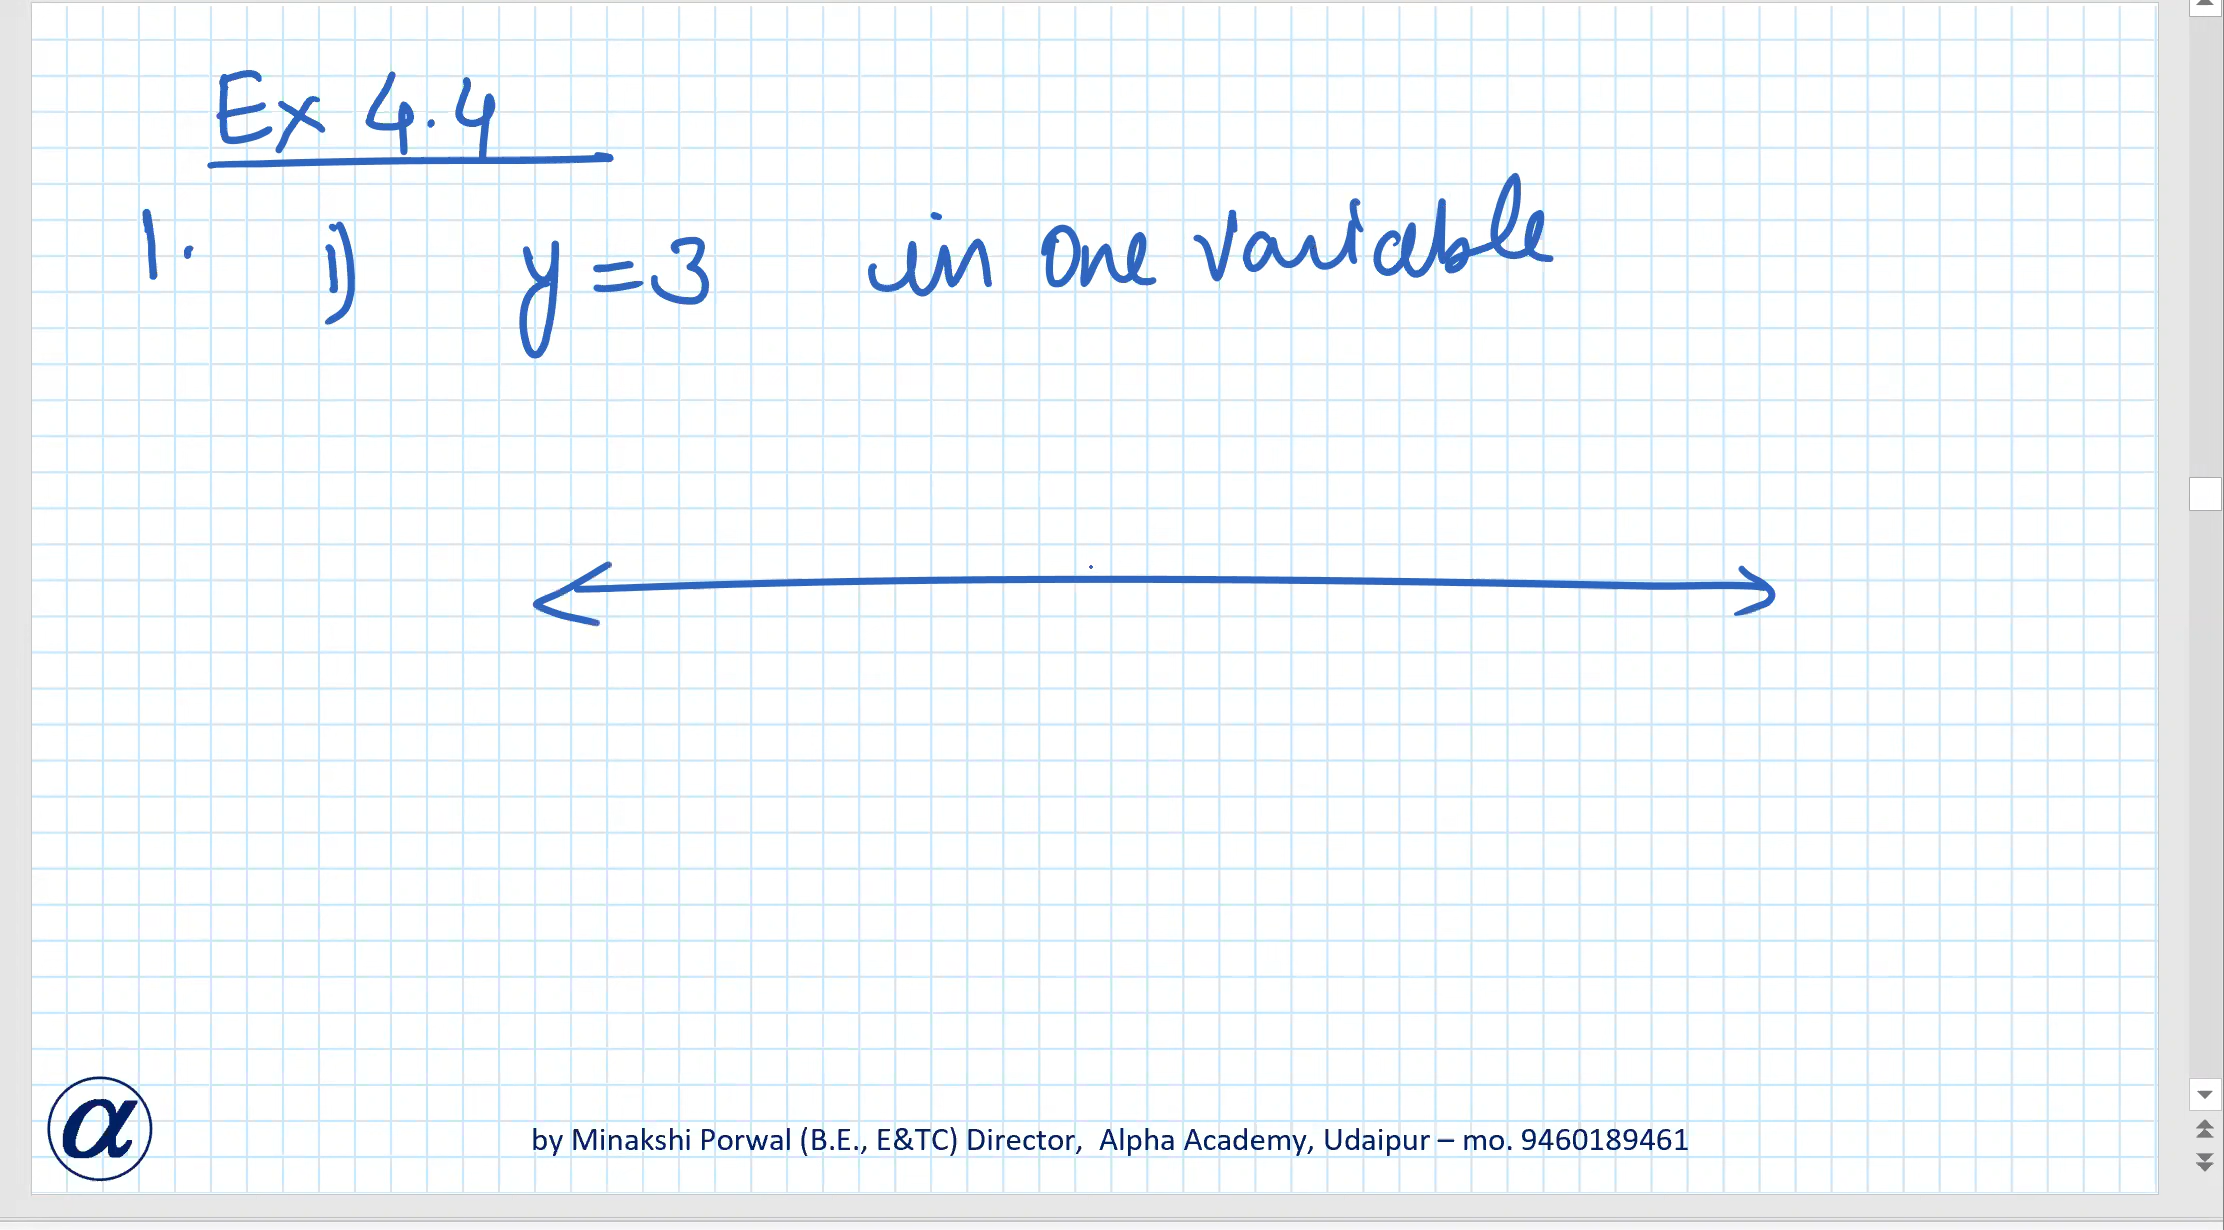 Ex 4.4
1. i) y = 3 in one variable
α
by Minakshi Porwal (B.E., E&TC) Director, Alpha Academy, Udaipur – mo. 9460189461